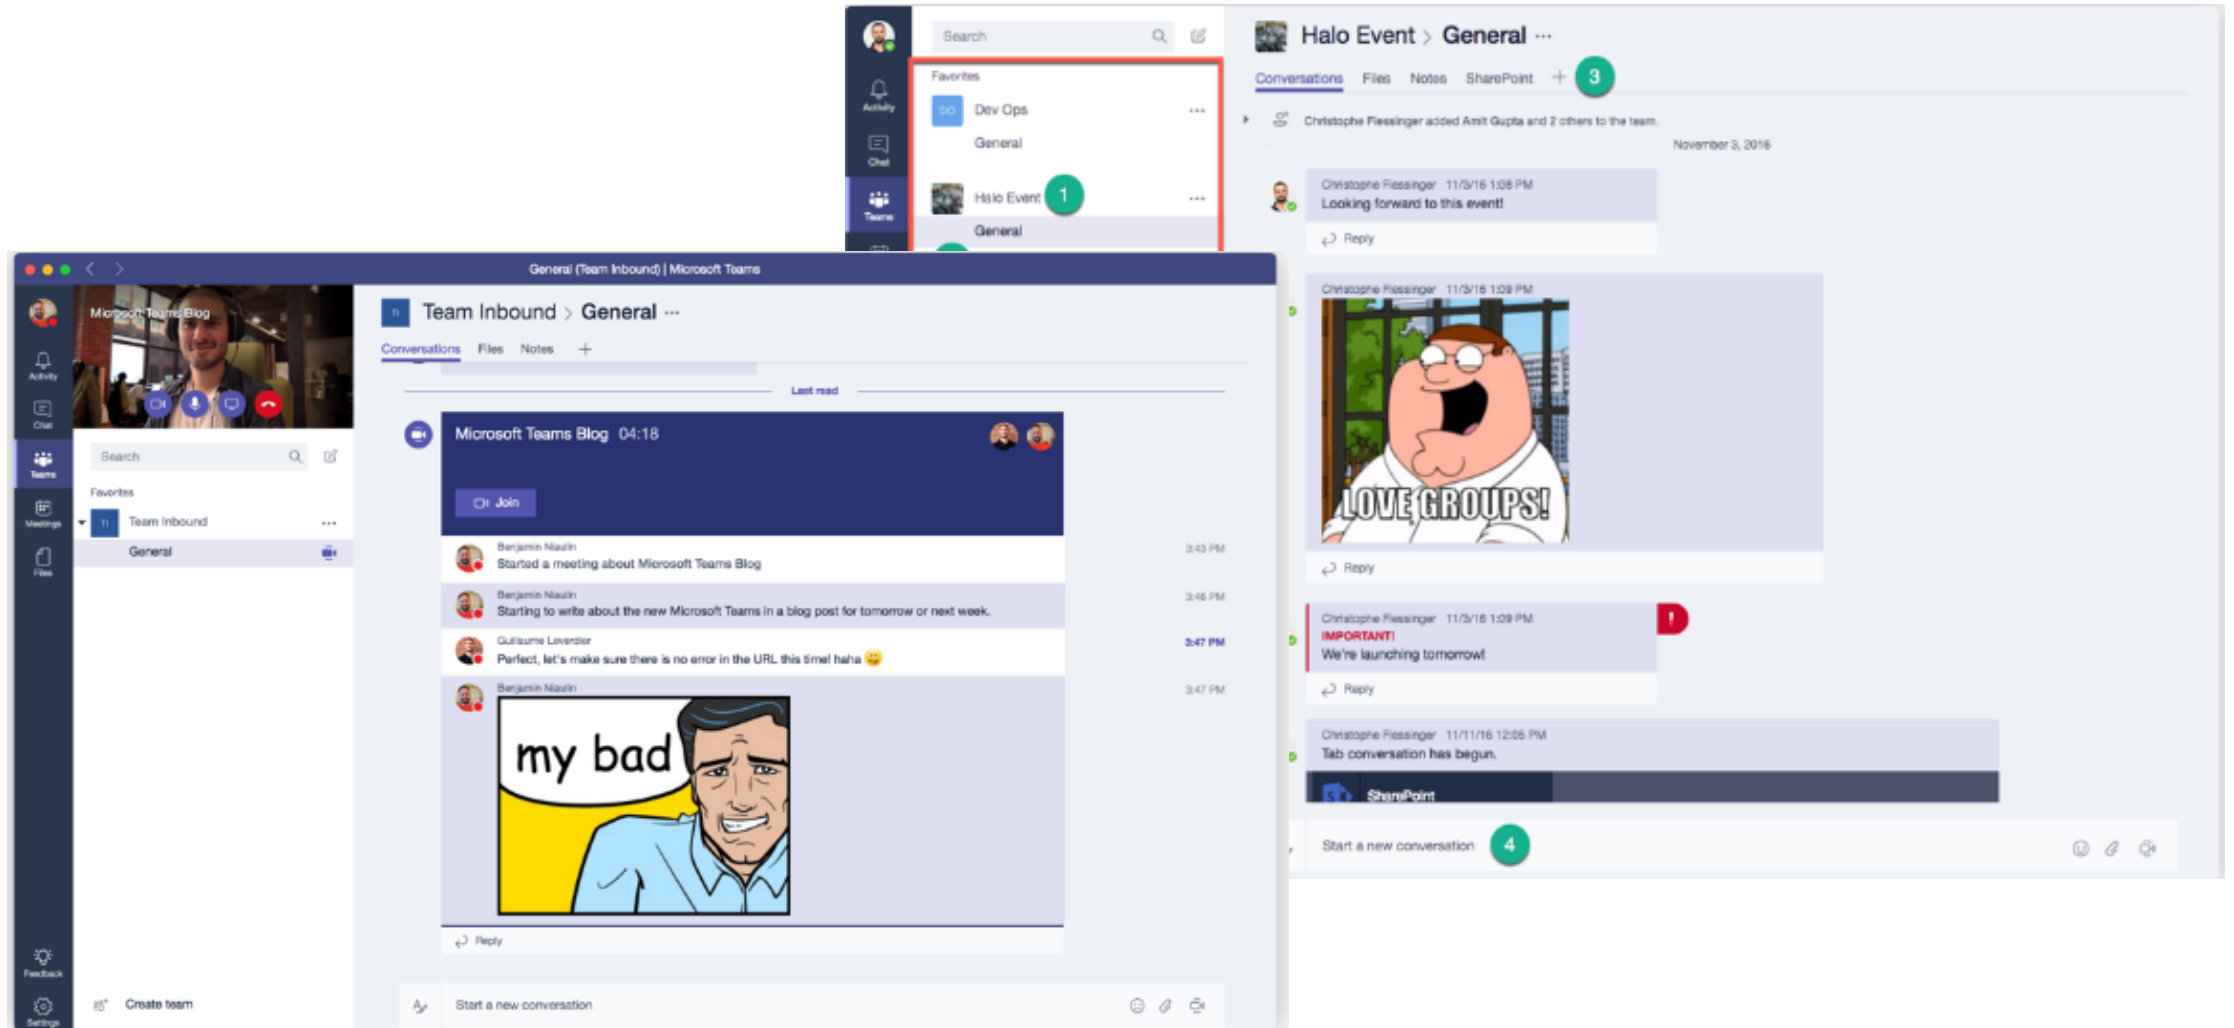 Search
Halo Event > General ...
Favorites
Conversations Files Notes SharePoint + 3
Activity
DO Dev Ops ...
Christophe Fiessinger added Amit Gupta and 2 others to the team.
General
November 3, 2016
Chat
Christophe Fiessinger 11/3/16 1:08 PM
Halo Event 1 ...
Looking forward to this event!
Teams
General
Reply
Christophe Fiessinger 11/3/16 1:09 PM
LOVE GROUPS!
Reply
Christophe Fiessinger 11/3/16 1:09 PM
IMPORTANT!
We're launching tomorrow!
!
Reply
Christophe Fiessinger 11/11/16 12:05 PM
Tab conversation has begun.
S SharePoint
Start a new conversation 4
General (Team Inbound) | Microsoft Teams
Microsoft Teams Blog
TI Team Inbound > General ...
Activity
Conversations Files Notes +
Last read
Chat
Microsoft Teams Blog 04:18
Search
Teams
Favorites
Join
Meetings
TI Team Inbound ...
General
Files
Benjamin Niaulin 3:43 PM
Started a meeting about Microsoft Teams Blog
Benjamin Niaulin 3:46 PM
Starting to write about the new Microsoft Teams in a blog post for tomorrow or next week.
Guillaume Leverdier 3:47 PM
Perfect, let's make sure there is no error in the URL this time! haha 😄
Benjamin Niaulin 3:47 PM
my bad
Reply
Feedback
Create team
Start a new conversation
Settings